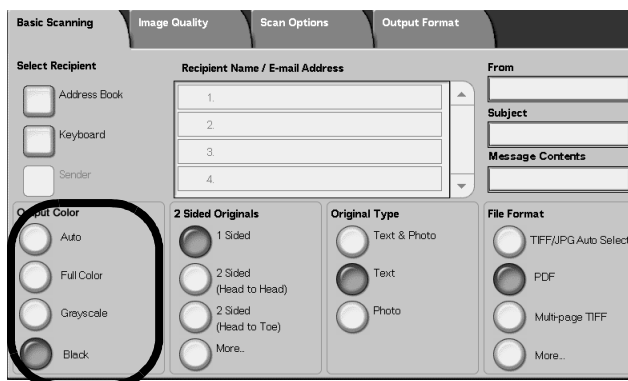 Basic Scanning
Image Quality
Scan Options
Output Format
Select Recipient
Recipient Name / E-mail Address
From
Address Book
1.
Keyboard
2.
Subject
3.
Message Contents
Sender
4.
Output Color
2 Sided Originals
Original Type
File Format
Auto
1 Sided
Text & Photo
TIFF/JPG Auto Select
Full Color
2 Sided
(Head to Head)
Text
PDF
Grayscale
2 Sided
(Head to Toe)
Photo
Multi-page TIFF
Black
More..
More...